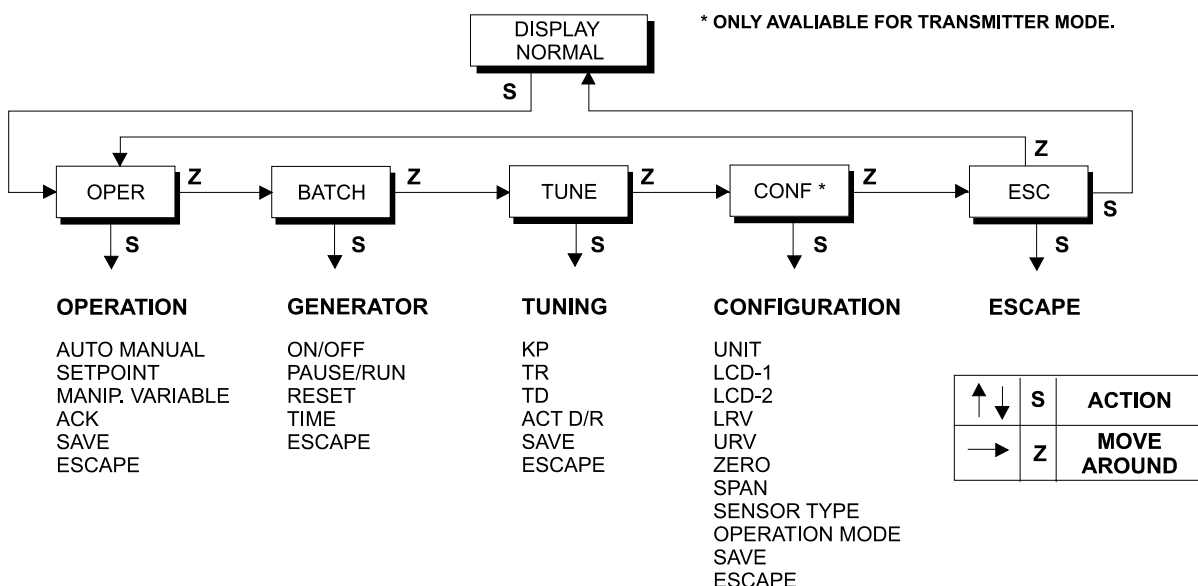 DISPLAY
NORMAL
* ONLY AVALIABLE FOR TRANSMITTER MODE.
S
S
Z
OPER
Z
BATCH
Z
TUNE
Z
CONF *
Z
ESC
S
S
S
S
S
OPERATION
AUTO MANUAL
SETPOINT
MANIP. VARIABLE
ACK
SAVE
ESCAPE
GENERATOR
ON/OFF
PAUSE/RUN
RESET
TIME
ESCAPE
TUNING
KP
TR
TD
ACT D/R
SAVE
ESCAPE
CONFIGURATION
UNIT
LCD-1
LCD-2
LRV
URV
ZERO
SPAN
SENSOR TYPE
OPERATION MODE
SAVE
ESCAPE
ESCAPE
S ACTION
Z MOVE
AROUND